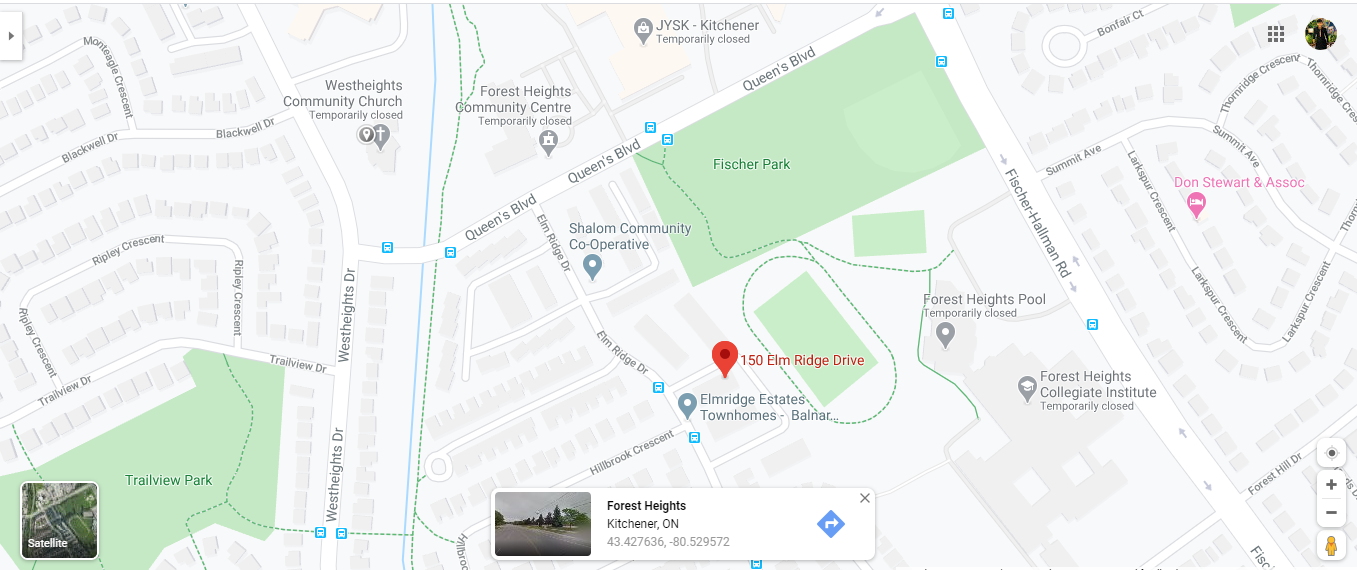 JYSK - Kitchener
Temporarily closed
Bonfair Ct
Monteagle Crescent
Westheights
Community Church
Temporarily closed
Forest Heights
Community Centre
Temporarily closed
Queen's Blvd
Thornridge Crescent
Thornridge Crescent
Blackwell Dr
Blackwell Dr
Queen's Blvd
Fischer Park
Summit Ave
Summit Ave
Fischer-Hallman Rd
Larkspur Crescent
Don Stewart & Assoc
Queen's Blvd
Elm Ridge Dr
Shalom Community
Co-Operative
Ripley Crescent
Ripley Crescent
Ripley Crescent
Westheights Dr
Larkspur Crescent
Larkspur Crescent
Forest Heights Pool
Temporarily closed
Elm Ridge Dr
150 Elm Ridge Drive
Trailview Dr
Trailview Dr
Forest Heights
Collegiate Institute
Temporarily closed
Elmridge Estates
Townhomes - Balnar...
Hillbrook Crescent
Westheights Dr
Trailview Park
Forest Hill Dr
Satellite
Forest Heights
Kitchener, ON
43.427636, -80.529572